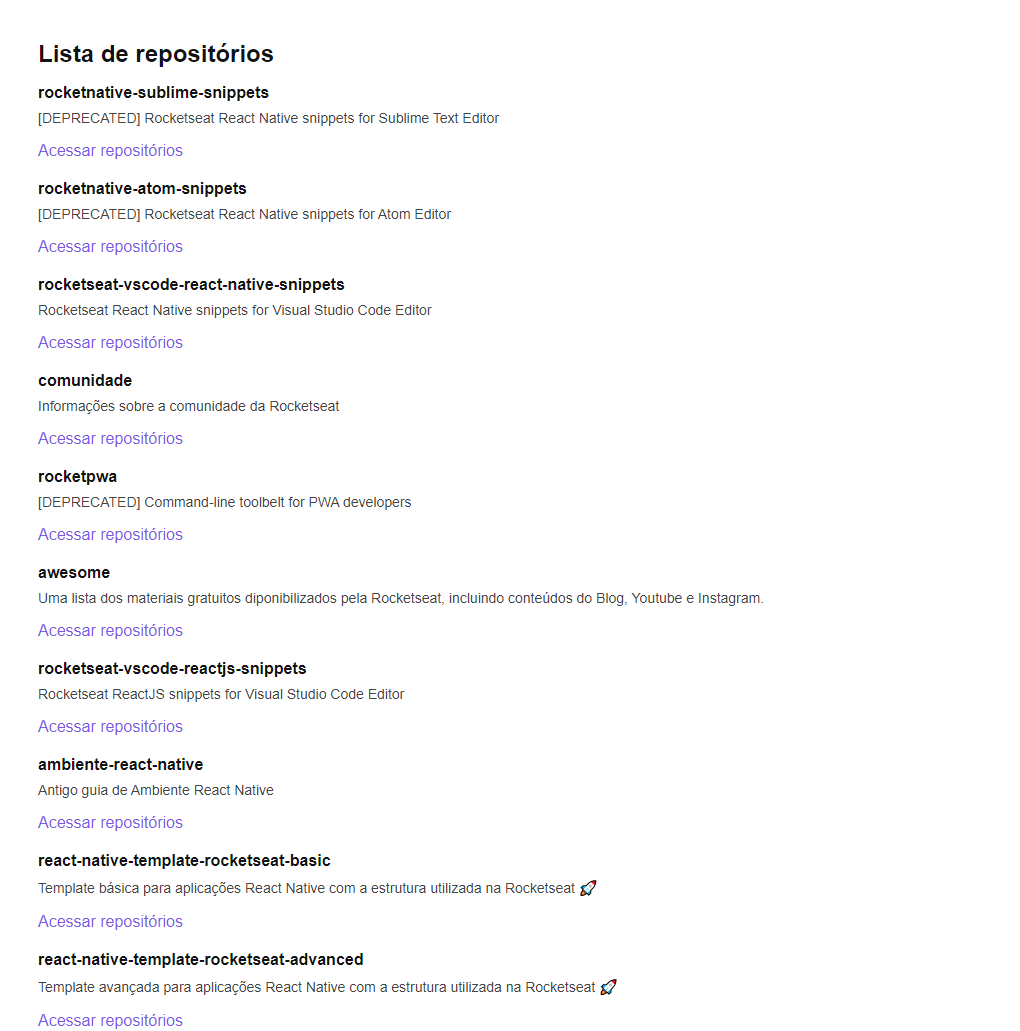 Lista de repositórios
rocketnative-sublime-snippets
[DEPRECATED] Rocketseat React Native snippets for Sublime Text Editor
Acessar repositórios
rocketnative-atom-snippets
[DEPRECATED] Rocketseat React Native snippets for Atom Editor
Acessar repositórios
rocketseat-vscode-react-native-snippets
Rocketseat React Native snippets for Visual Studio Code Editor
Acessar repositórios
comunidade
Informações sobre a comunidade da Rocketseat
Acessar repositórios
rocketpwa
[DEPRECATED] Command-line toolbelt for PWA developers
Acessar repositórios
awesome
Uma lista dos materiais gratuitos diponibilizados pela Rocketseat, incluindo conteúdos do Blog, Youtube e Instagram.
Acessar repositórios
rocketseat-vscode-reactjs-snippets
Rocketseat ReactJS snippets for Visual Studio Code Editor
Acessar repositórios
ambiente-react-native
Antigo guia de Ambiente React Native
Acessar repositórios
react-native-template-rocketseat-basic
Template básica para aplicações React Native com a estrutura utilizada na Rocketseat 🚀
Acessar repositórios
react-native-template-rocketseat-advanced
Template avançada para aplicações React Native com a estrutura utilizada na Rocketseat 🚀
Acessar repositórios